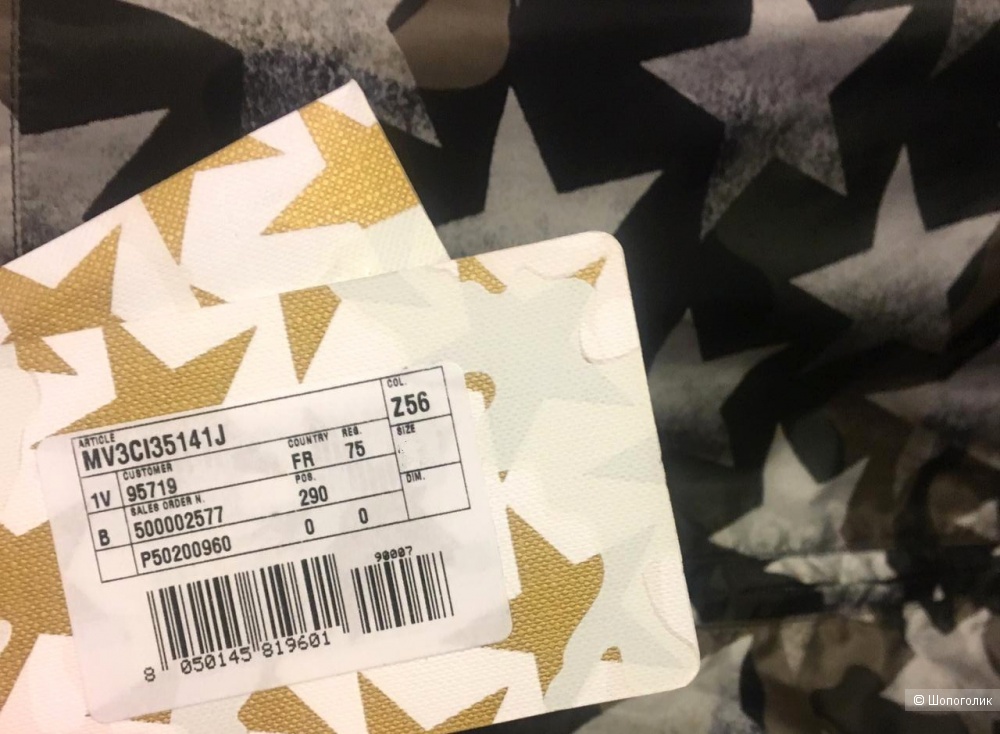 ARTICLE
MV3CI35141J
COL.
Z56
1V
CUSTOMER
95719
COUNTRY
FR
REG.
75
SIZE
B
SALES ORDER N.
500002577
POS.
290
DIM.
P50200960
0
0
90007
8 050145 819601
© Шопоголик